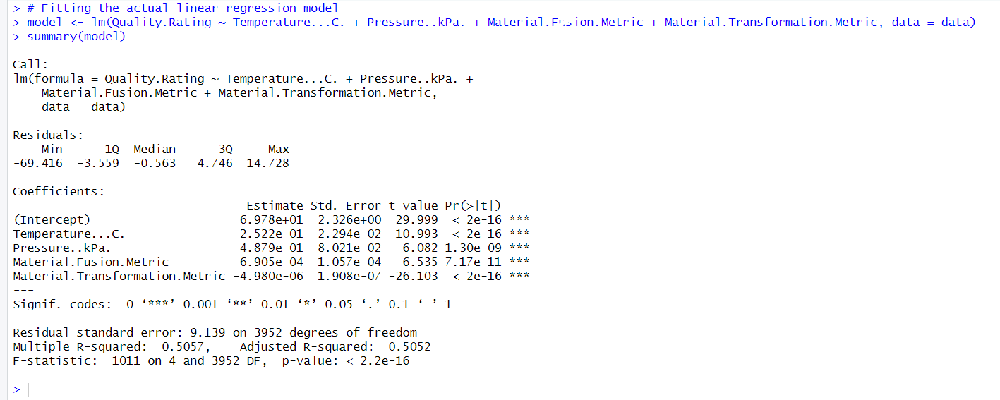 > # Fitting the actual linear regression model
> model <- lm(Quality.Rating ~ Temperature...C. + Pressure..kPa. + Material.Fusion.Metric + Material.Transformation.Metric, data = data)
> summary(model)
Call:
lm(formula = Quality.Rating ~ Temperature...C. + Pressure..kPa. +
    Material.Fusion.Metric + Material.Transformation.Metric,
    data = data)
Residuals:
    Min      1Q  Median      3Q     Max
-69.416  -3.559  -0.563   4.746  14.728
Coefficients:
                                 Estimate Std. Error t value Pr(>|t|)
(Intercept)                     6.978e+01  2.326e+00  29.999  < 2e-16 ***
Temperature...C.                2.522e-01  2.294e-02  10.993  < 2e-16 ***
Pressure..kPa.                 -4.879e-01  8.021e-02  -6.082 1.30e-09 ***
Material.Fusion.Metric          6.905e-04  1.057e-04   6.535 7.17e-11 ***
Material.Transformation.Metric -4.980e-06  1.908e-07 -26.103  < 2e-16 ***
---
Signif. codes:  0 ‘***’ 0.001 ‘**’ 0.01 ‘*’ 0.05 ‘.’ 0.1 ‘ ’ 1
Residual standard error: 9.139 on 3952 degrees of freedom
Multiple R-squared:  0.5057,    Adjusted R-squared:  0.5052
F-statistic:  1011 on 4 and 3952 DF,  p-value: < 2.2e-16
>